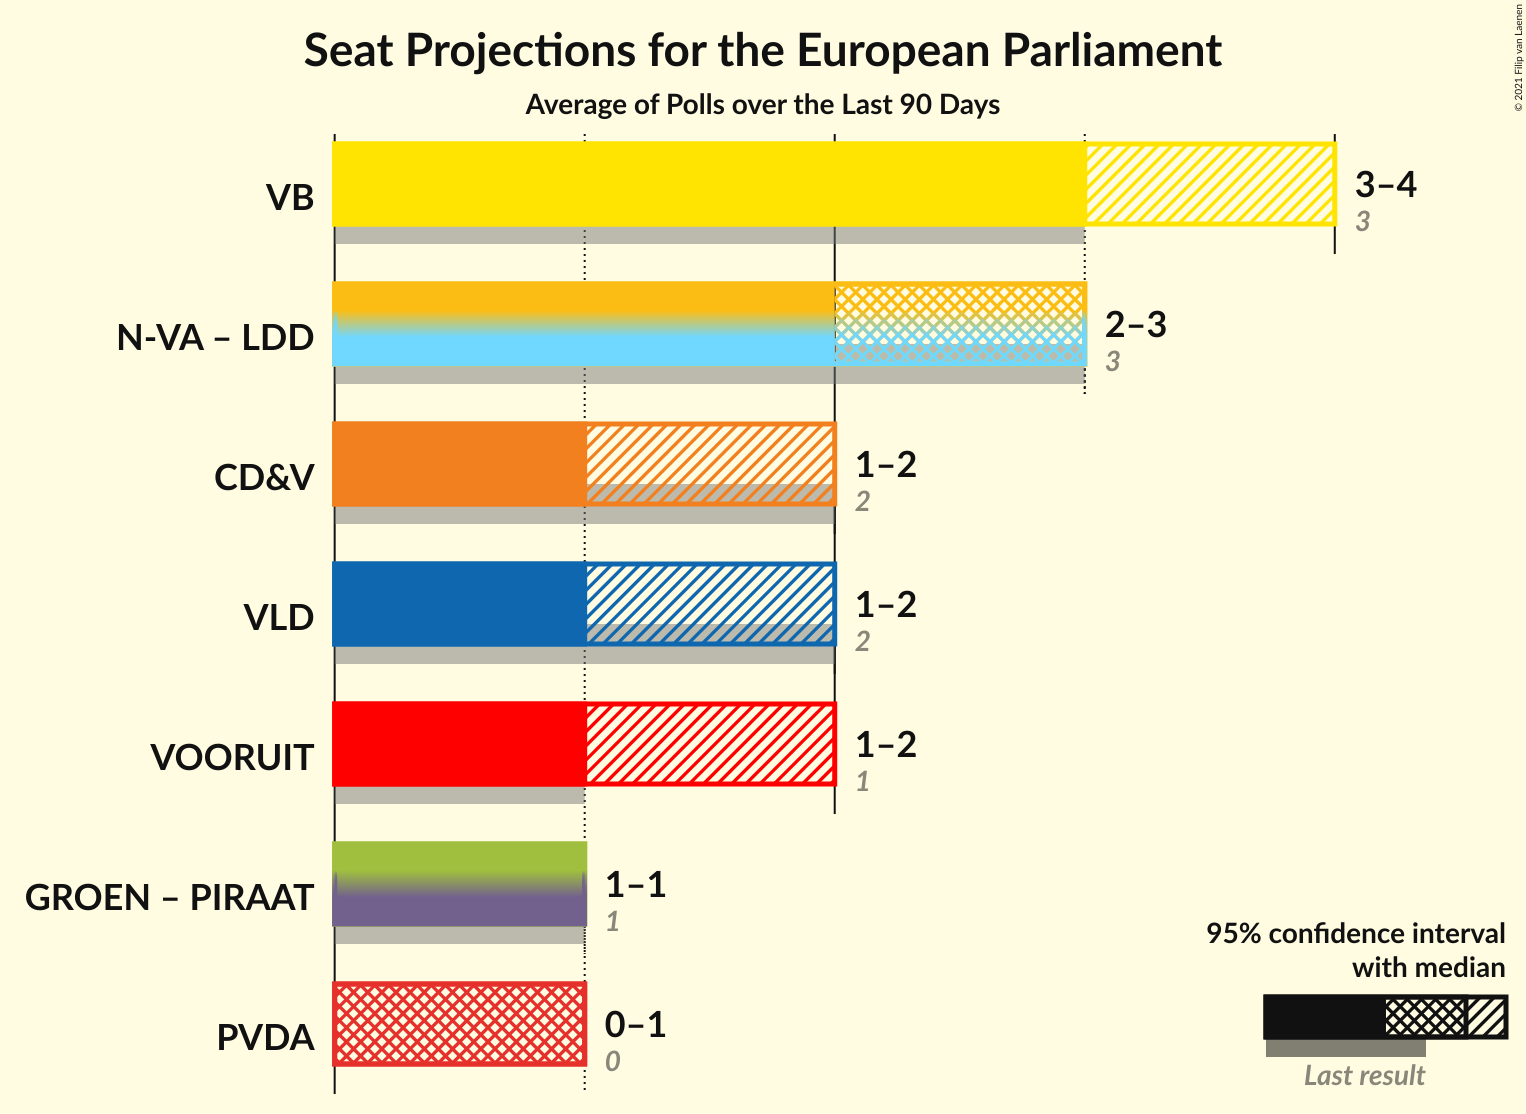 Seat Projections for the European Parliament
Average of Polls over the Last 90 Days
© 2021 Filip van Laenen
VB
3–4
3
N-VA – LDD
2–3
3
CD&V
1–2
2
VLD
1–2
2
VOORUIT
1–2
1
GROEN – PIRAAT
1–1
1
PVDA
0–1
0
95% confidence interval
with median
Last result